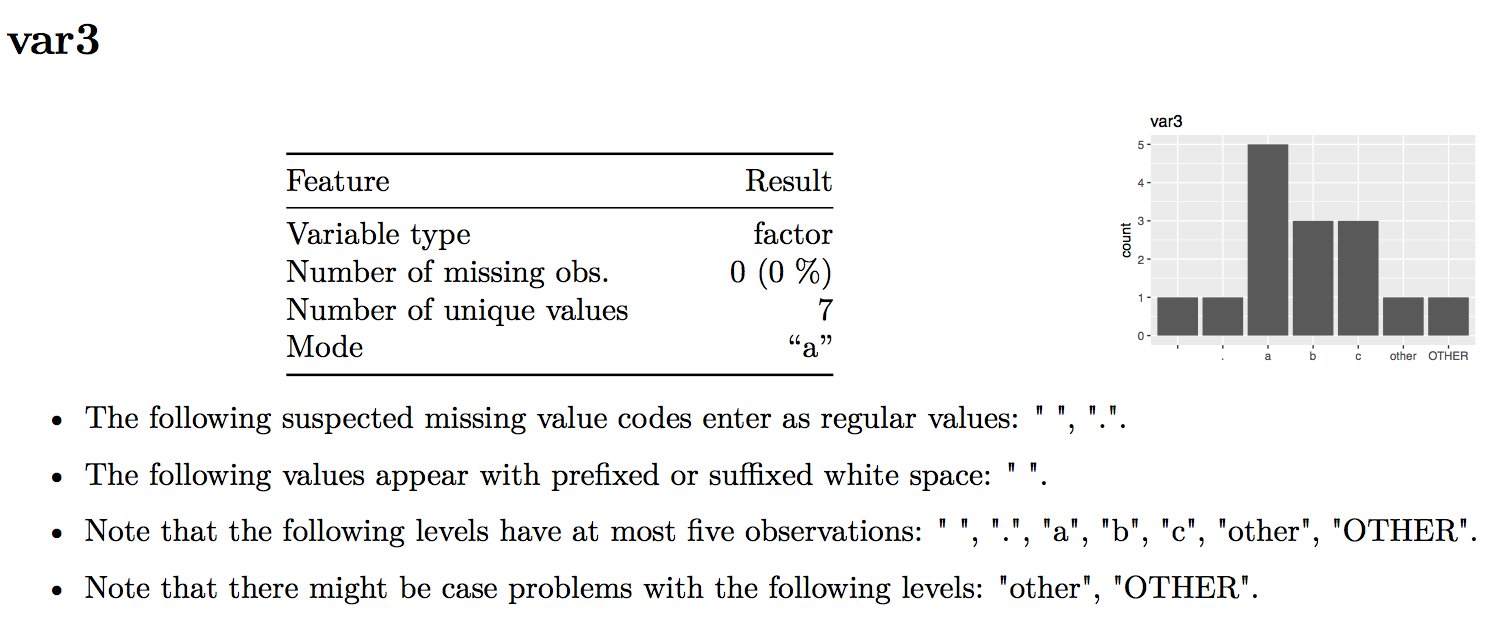 var3
Feature Result
Variable type factor
Number of missing obs. 0 (0 %)
Number of unique values 7
Mode “a”
var3
5
4
3
2
1
0
count
. a b c other OTHER
• The following suspected missing value codes enter as regular values: " ", ".".
• The following values appear with prefixed or suffixed white space: " ".
• Note that the following levels have at most five observations: " ", ".", "a", "b", "c", "other", "OTHER".
• Note that there might be case problems with the following levels: "other", "OTHER".